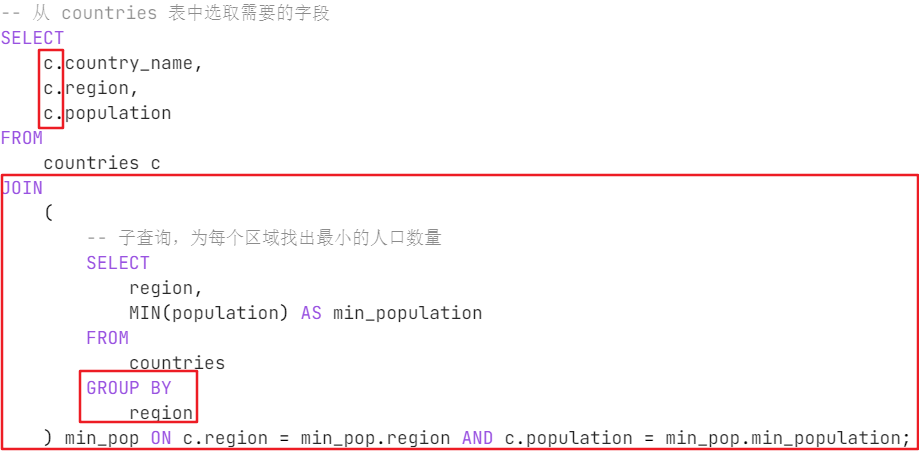 -- 从 countries 表中选取需要的字段
SELECT
    c.country_name,
    c.region,
    c.population
FROM
    countries c
JOIN
    (
        -- 子查询，为每个区域找出最小的人口数量
        SELECT
            region,
            MIN(population) AS min_population
        FROM
            countries
        GROUP BY
            region
    ) min_pop ON c.region = min_pop.region AND c.population = min_pop.min_population;